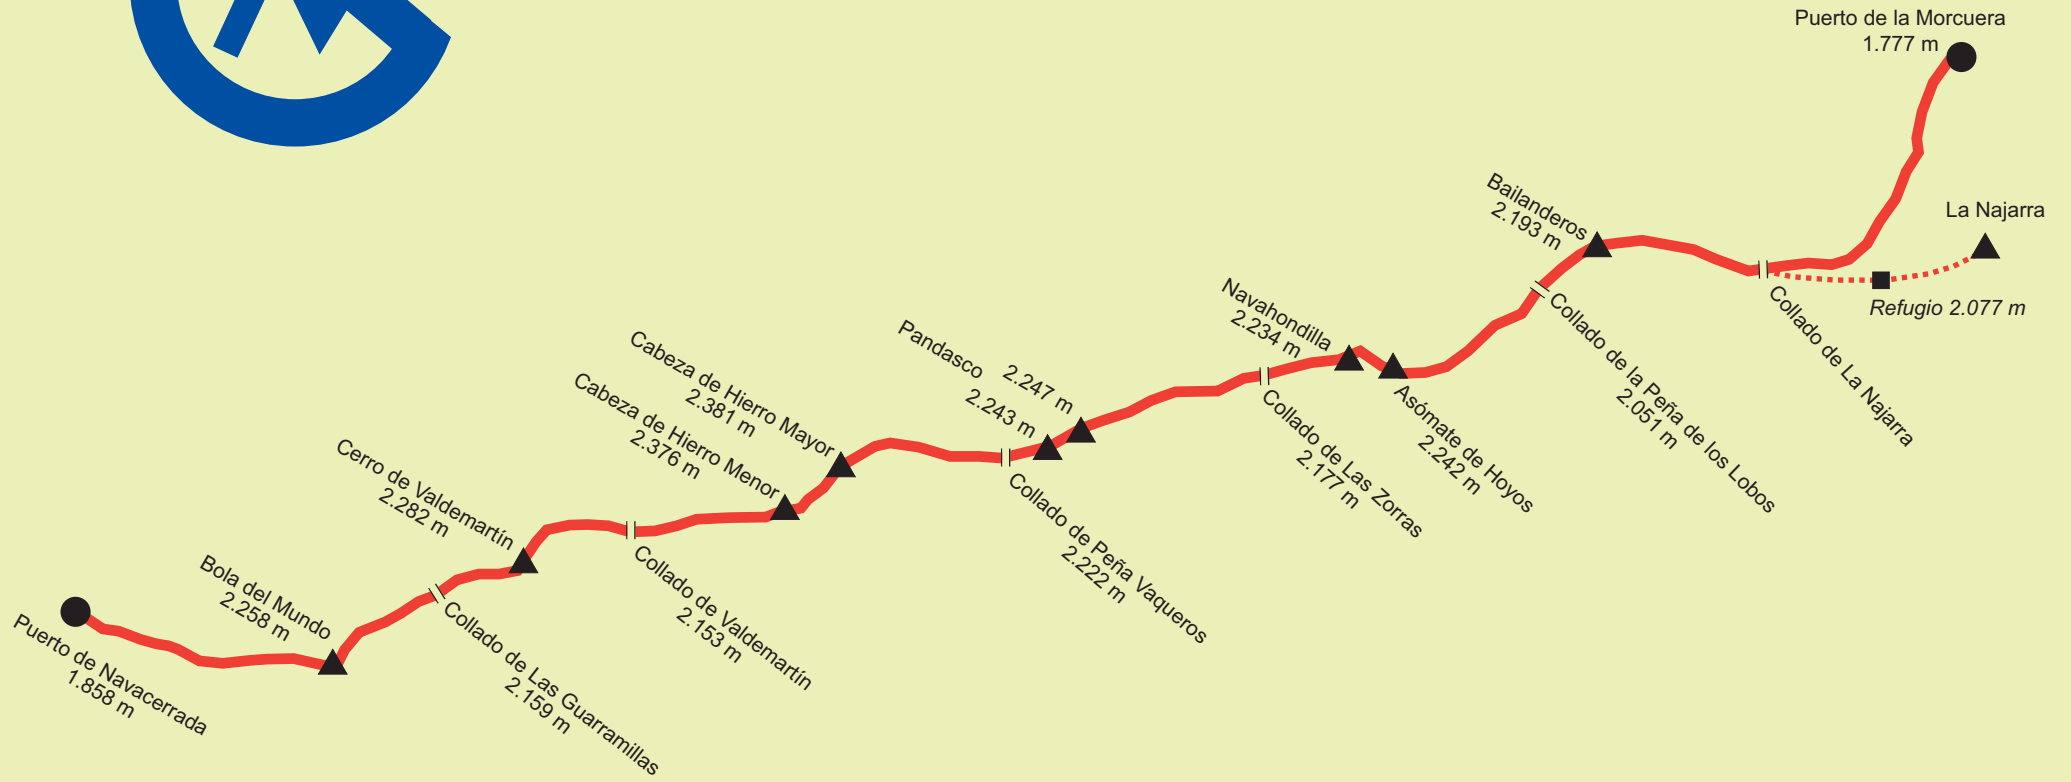 Puerto de la Morcuera
1.777 m
La Najarra
Refugio 2.077 m
Collado de La Najarra
Bailanderos
2.193 m
Collado de la Peña de los Lobos
2.051 m
Navahondilla
2.234 m
Asómate de Hoyos
2.242 m
Collado de Las Zorras
2.177 m
Pandasco
2.247 m
2.243 m
Collado de Peña Vaqueros
2.222 m
Cabeza de Hierro Mayor
2.381 m
Cabeza de Hierro Menor
2.376 m
Cerro de Valdemartín
2.282 m
Collado de Valdemartín
2.153 m
Bola del Mundo
2.258 m
Collado de Las Guarramillas
2.159 m
Puerto de Navacerrada
1.858 m